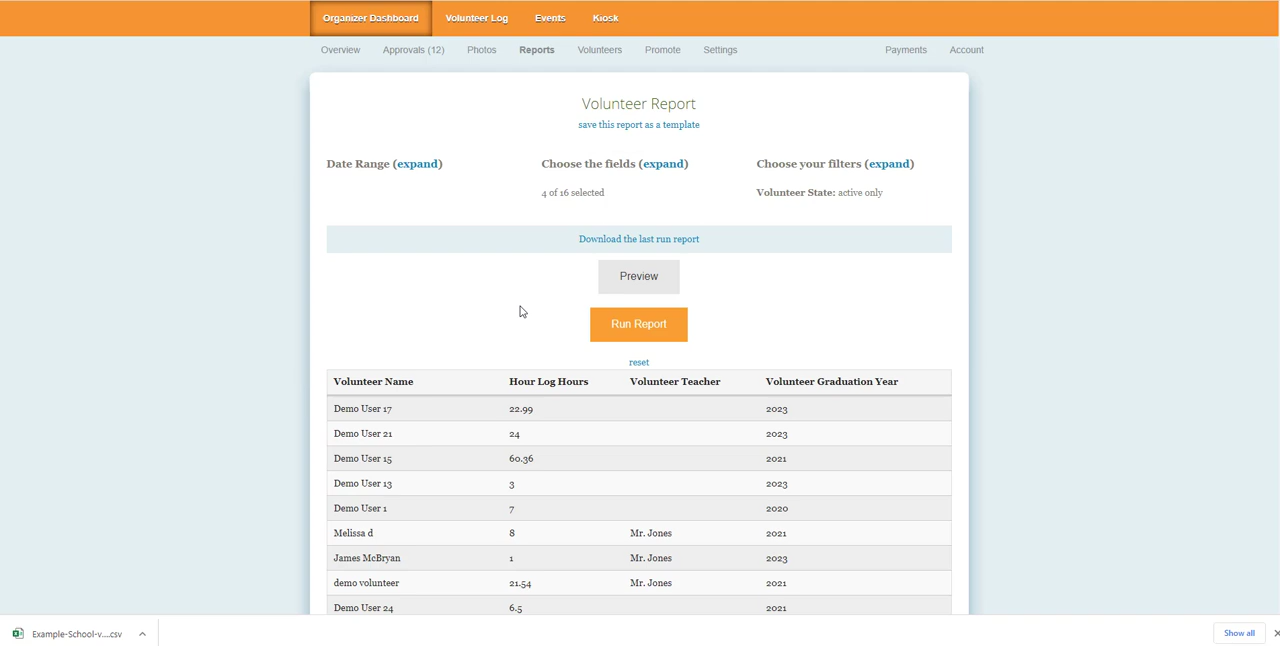 Organizer Dashboard Volunteer Log Events Kiosk
Overview Approvals (12) Photos Reports Volunteers Promote Settings Payments Account
Volunteer Report
save this report as a template
Date Range (expand) Choose the fields (expand) Choose your filters (expand)
4 of 16 selected Volunteer State: active only
Download the last run report
Preview
Run Report
reset
Volunteer Name Hour Log Hours Volunteer Teacher Volunteer Graduation Year
Demo User 17 22.99 2023
Demo User 21 24 2023
Demo User 15 60.36 2021
Demo User 13 3 2023
Demo User 1 7 2020
Melissa d 8 Mr. Jones 2021
James McBryan 1 Mr. Jones 2023
demo volunteer 21.54 Mr. Jones 2021
Demo User 24 6.5 2021
Example-School-v....csv Show all